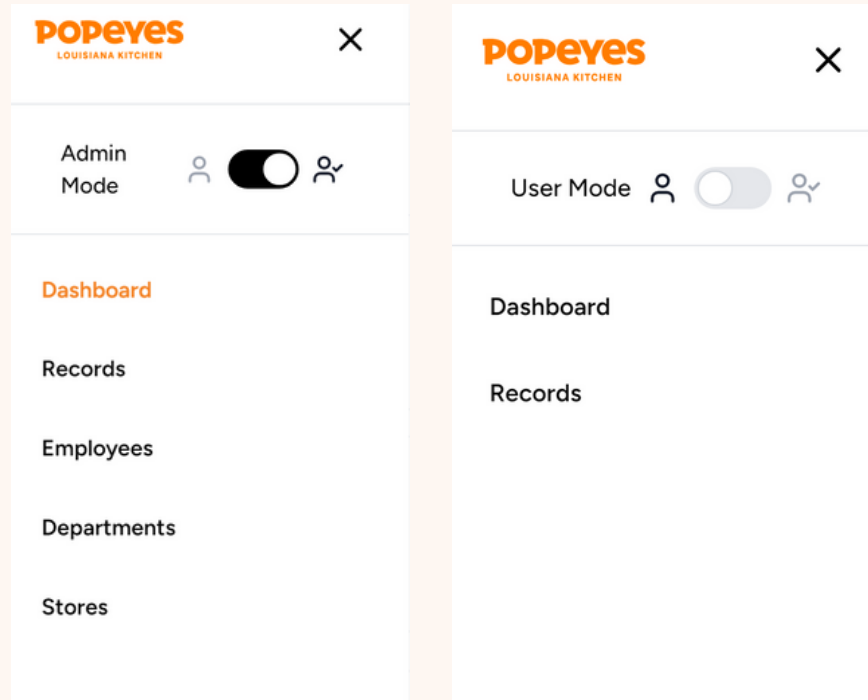 POPEYES
LOUISIANA KITCHEN
Admin
Mode
Dashboard
Records
Employees
Departments
Stores
POPEYES
LOUISIANA KITCHEN
User Mode
Dashboard
Records